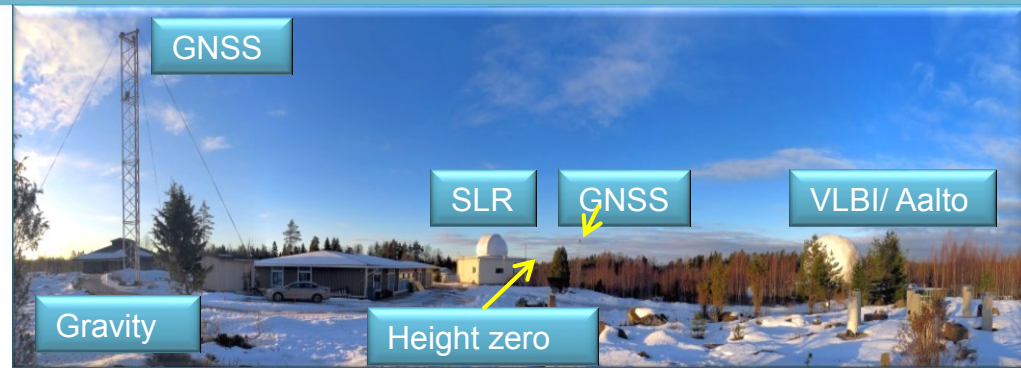 GNSS
SLR
GNSS
VLBI/ Aalto
Gravity
Height zero